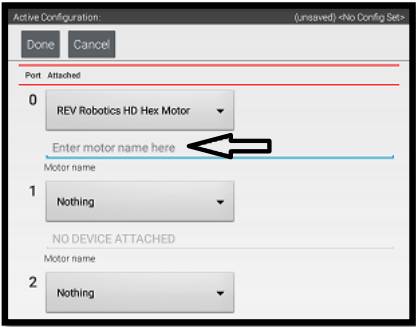 Active Configuration: (unsaved) <No Config Set>
Done Cancel
Port Attached
0 REV Robotics HD Hex Motor
Enter motor name here
Motor name
1 Nothing
NO DEVICE ATTACHED
Motor name
2 Nothing